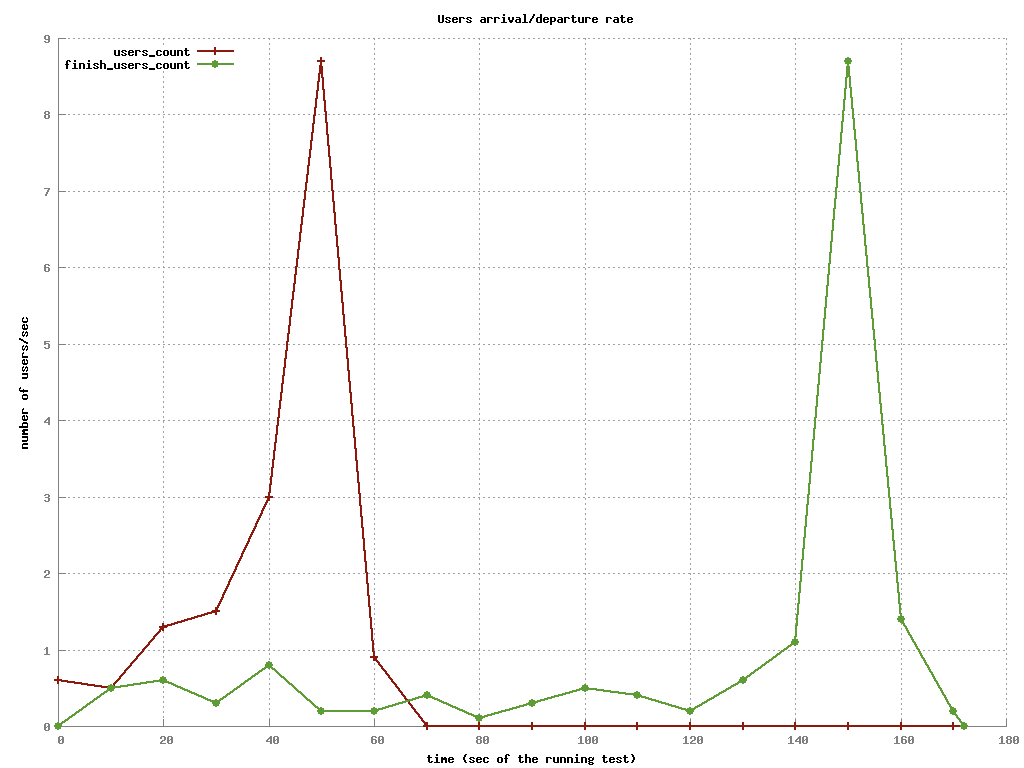 Users arrival/departure rate
users_count
finish_users_count
9
8
7
6
5
4
3
2
1
0
number of users/sec
0 20 40 60 80 100 120 140 160 180
time (sec of the running test)